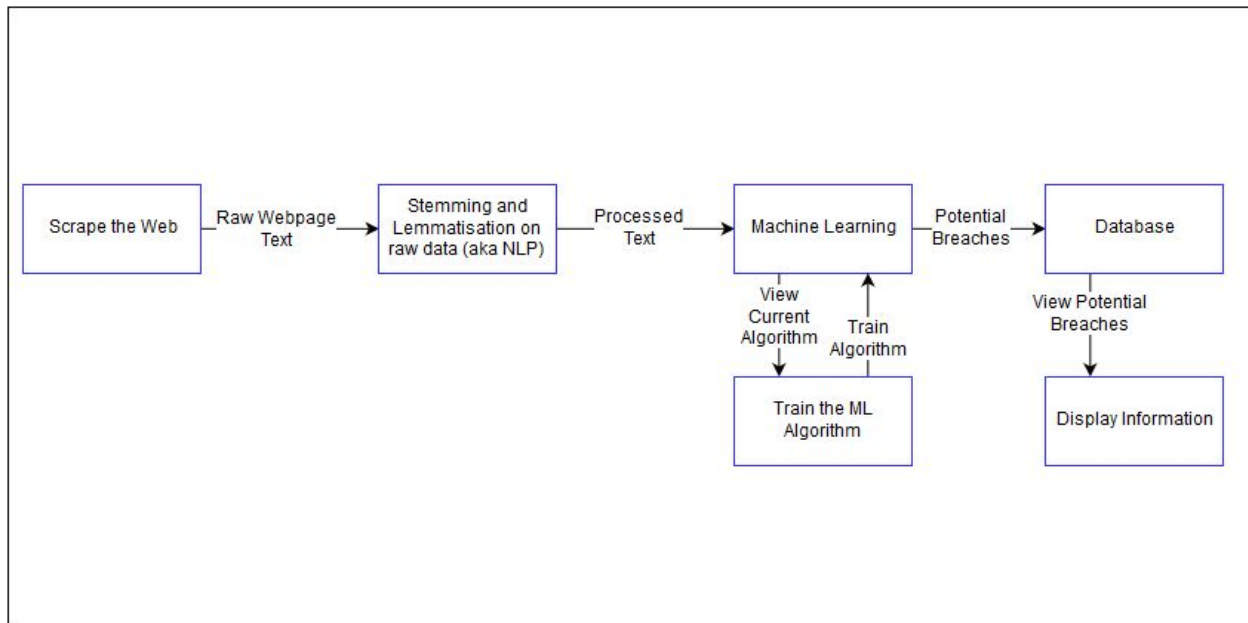 Scrape the Web
Raw Webpage
Text
Stemming and
Lemmatisation on
raw data (aka NLP)
Processed
Text
Machine Learning
Potential
Breaches
Database
View
Current
Algorithm
Train
Algorithm
View Potential
Breaches
Train the ML
Algorithm
Display Information